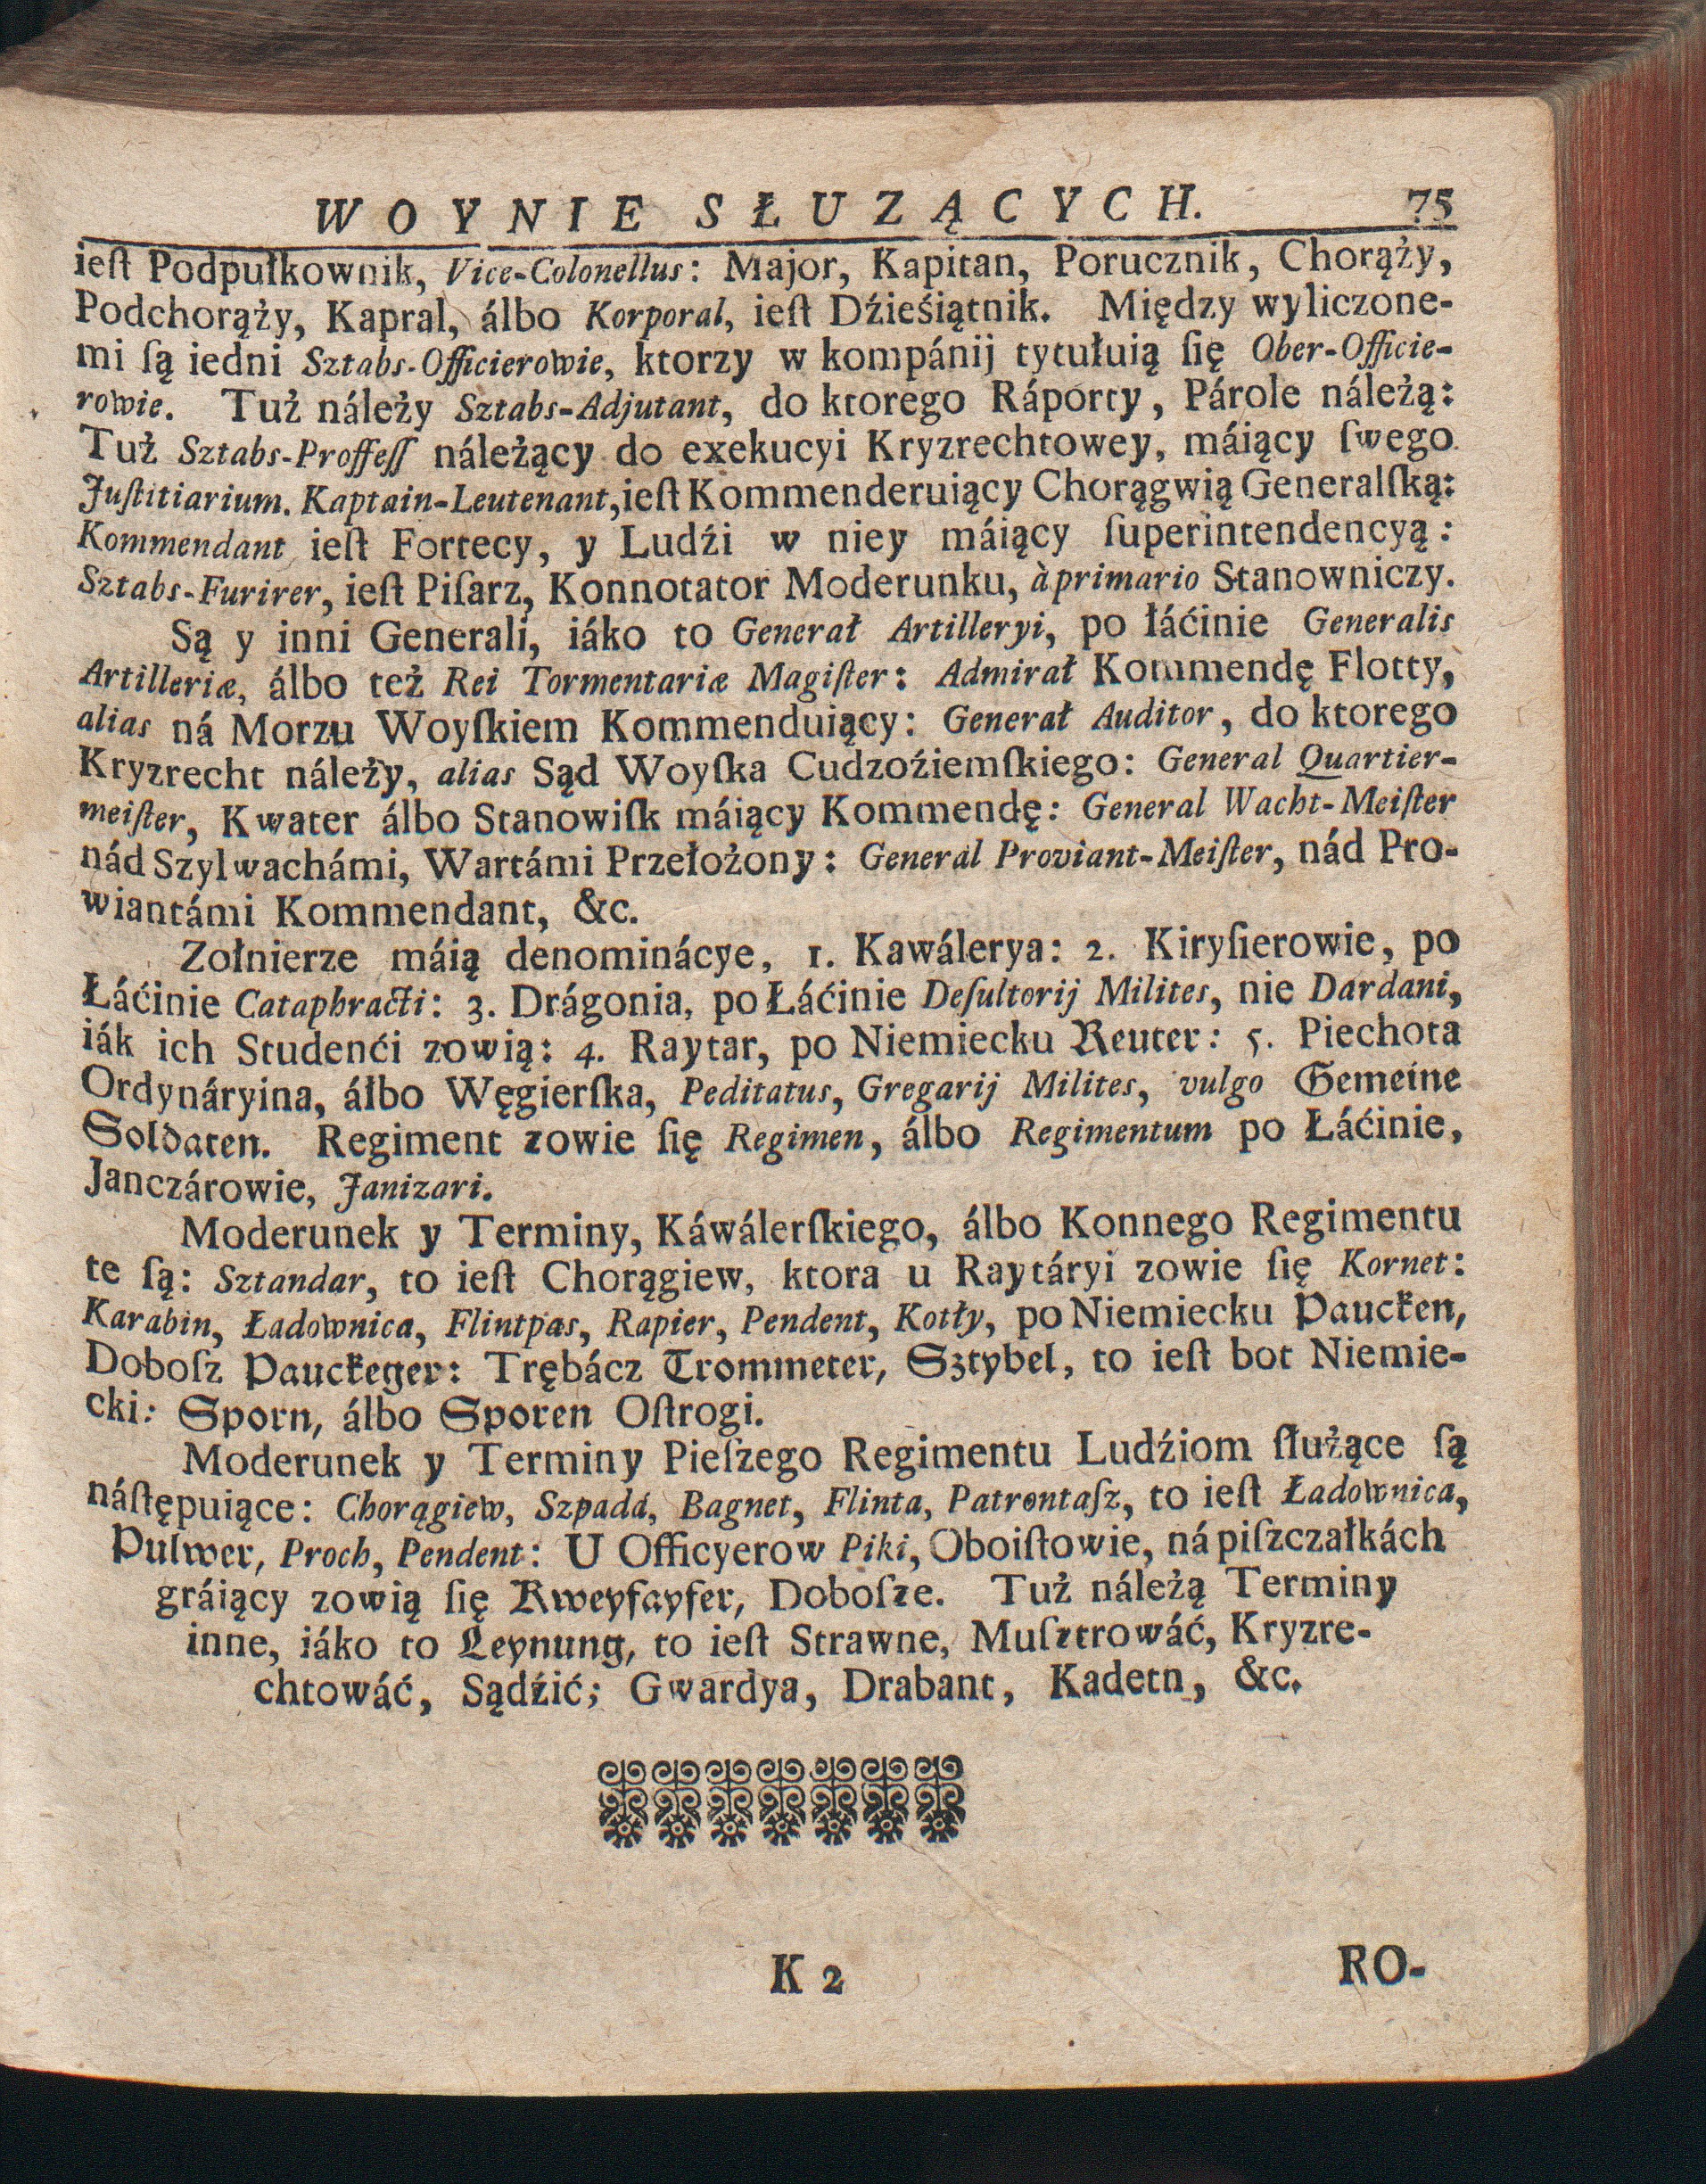 WOYNIE SŁUZĄCYCH. 75
ieſt Podpułkownik, Vice-Colonellus: Major, Kapitan, Porucznik, Chorąży,
Podchorąży, Kapral, álbo Korporal, ieſt Dźieśiątnik. Między wyliczone-
mi ſą iedni Sztabs-Officierowie, ktorzy w kompánij tytułuią ſię Ober-Officie-
rowie. Tuż náleży Sztabs-Adjutant, do ktorego Ráporty, Párole náleżą:
Tuż Sztabs-Proffeſſ náleżący do exekucyi Kryzrechtowey, máiący ſwego
Juſtitiarium. Kaptain-Leutenant, ieſt Kommenderuiący Chorągwią Generalſką:
Kommendant ieſt Fortecy, y Ludźi w niey máiący ſuperintendencyą:
Sztabs-Furirer, ieſt Piſarz, Konnotator Moderunku, à primario Stanowniczy.
Są y inni Generali, iáko to Generał Artilleryi, po łáćinie Generalis
Artilleriæ, álbo też Rei Tormentariæ Magiſter: Admirał Kommendę Flotty,
alias ná Morzu Woyſkiem Kommenduiący: Generał Auditor, do ktorego
Kryzrecht náleży, alias Sąd Woyſka Cudzoźiemſkiego: General Quartier-
meiſter, Kwater álbo Stanowiſk máiący Kommendę: General Wacht-Meiſter
nád Szylwachámi, Wartámi Przełożony: General Proviant-Meiſter, nád Pro-
wiantámi Kommendant, &c.
Zołnierze máią denominácye, 1. Kawálerya: 2. Kiryſierowie, po
Łáćinie Cataphracti: 3. Drágonia, po Łáćinie Deſultorij Milites, nie Dardani,
iák ich Studenći zowią: 4. Raytar, po Niemiecku Reuter: 5. Piechota
Ordynáryina, áłbo Węgierſka, Peditatus, Gregarij Milites, vulgo Gemeine
Soldaten. Regiment zowie ſię Regimen, álbo Regimentum po Łáćinie,
Janczárowie, Janizari.
Moderunek y Terminy, Káwálerſkiego, álbo Konnego Regimentu
te ſą: Sztandar, to ieſt Chorągiew, ktora u Raytáryi zowie ſię Kornet:
Karabin, Ładownica, Flintpas, Rapier, Pendent, Kotły, po Niemiecku Paucken,
Doboſz Pauckeger: Trębácz Trommeter, Sztybel, to ieſt bot Niemie-
cki: Sporn, álbo Sporen Oſtrogi.
Moderunek y Terminy Pieſzego Regimentu Ludźiom ſłużące ſą
náſtępuiące: Chorągiew, Szpadá, Bagnet, Flinta, Patrontaſz, to ieſt Ładownica,
Pulwer, Proch, Pendent: U Officyerow Piki, Oboiſtowie, ná piſzczałkách
gráiący zowią ſię Kweyfayfer, Doboſze. Tuż náleżą Terminy
inne, iáko to Leynung, to ieſt Strawne, Muſztrowáć, Kryzre-
chtowáć, Sądźić; Gwardya, Drabant, Kadetn, &c.
K 2 RO-